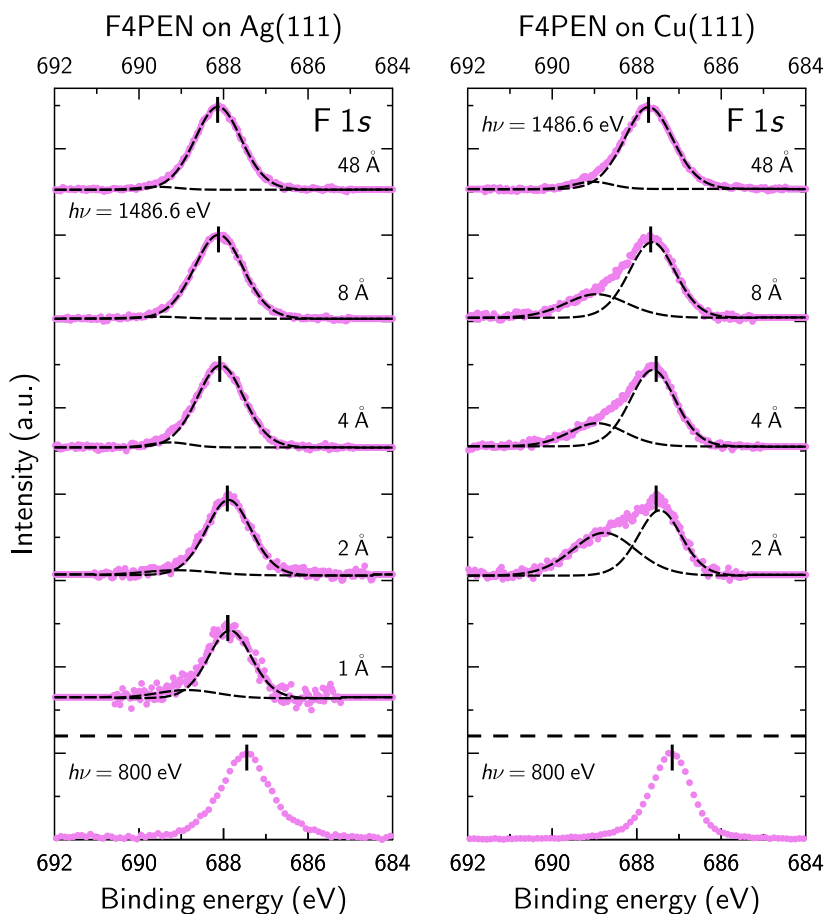 F4PEN on Ag(111)
692 690 688 686 684
F 1s
48 Å
hν = 1486.6 eV
8 Å
4 Å
2 Å
1 Å
hν = 800 eV
692 690 688 686 684
Binding energy (eV)
Intensity (a.u.)
F4PEN on Cu(111)
692 690 688 686 684
hν = 1486.6 eV
F 1s
48 Å
8 Å
4 Å
2 Å
hν = 800 eV
692 690 688 686 684
Binding energy (eV)